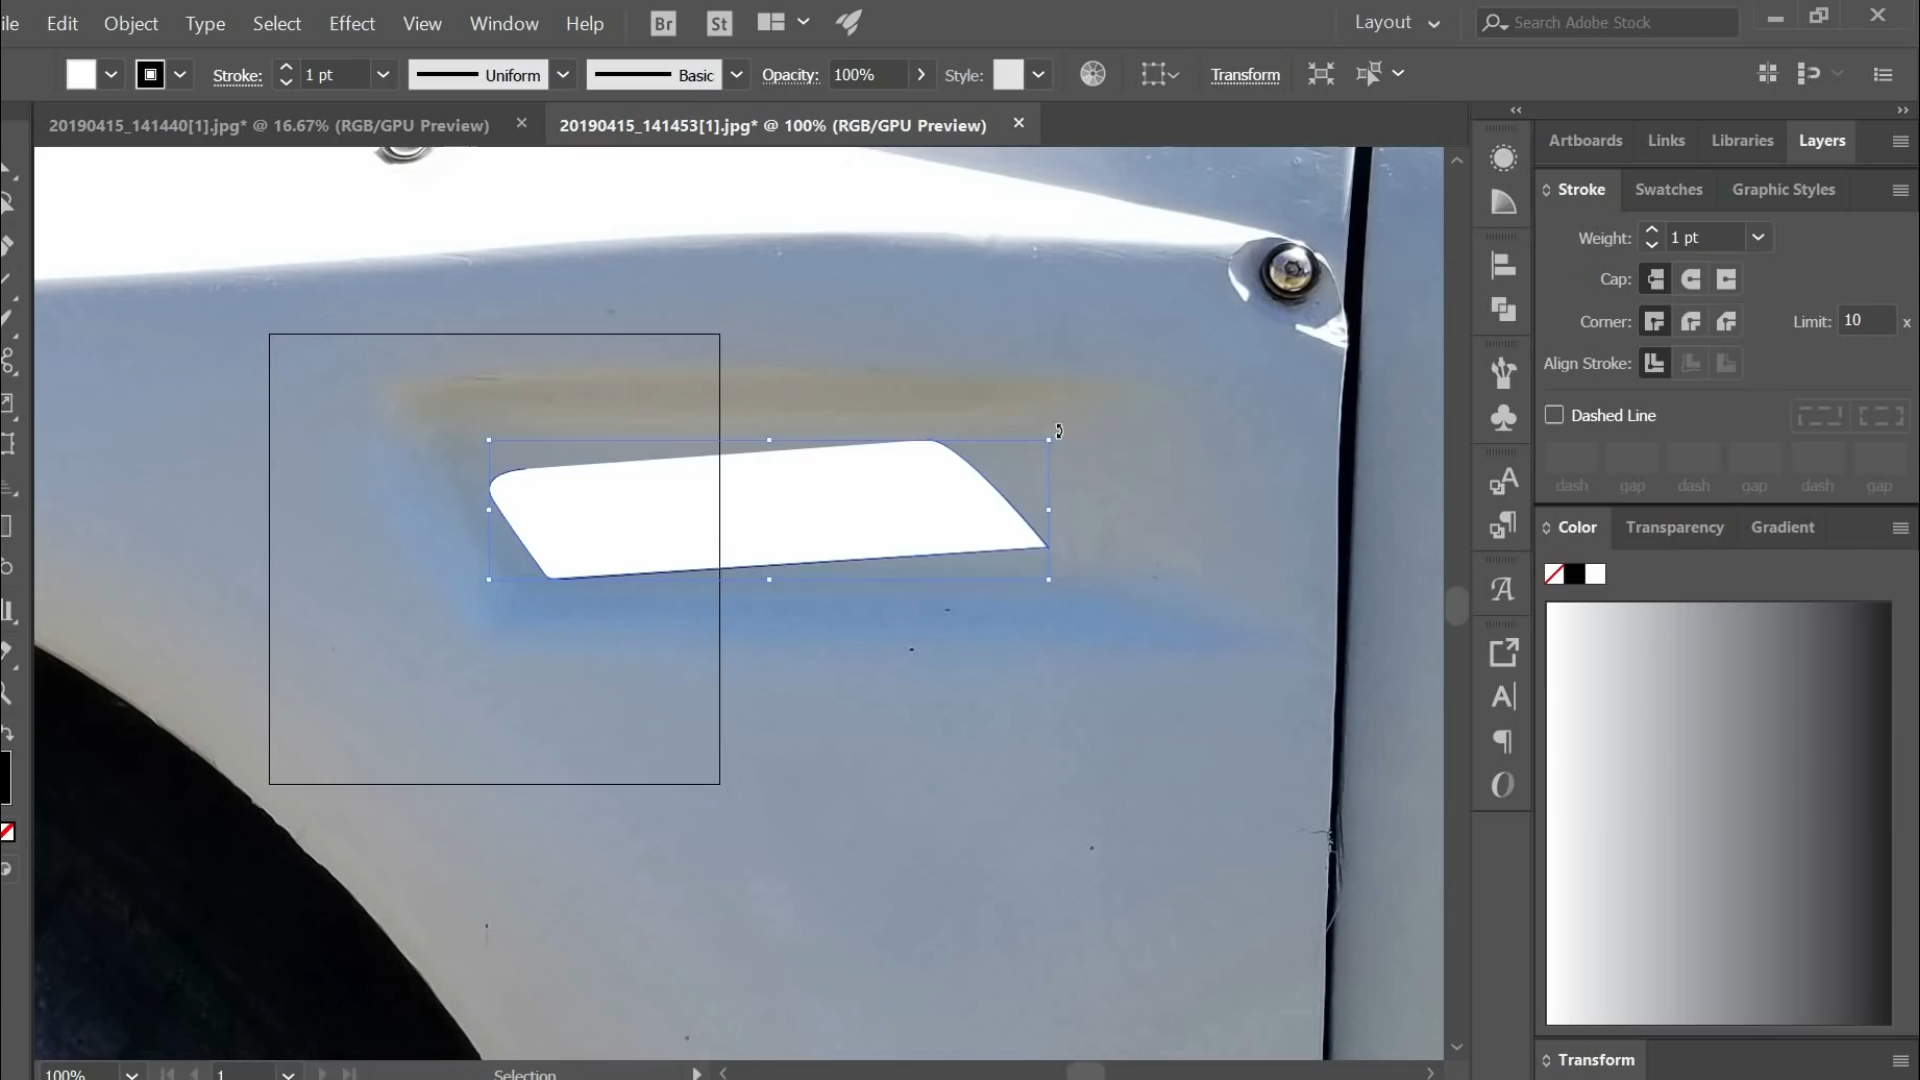 ile Edit Object Type Select Effect View Window Help Br St Layout Search Adobe Stock
Stroke: 1 pt Uniform Basic Opacity: 100% Style: Transform
20190415_141440[1].jpg* @ 16.67% (RGB/GPU Preview) × 20190415_141453[1].jpg* @ 100% (RGB/GPU Preview) ×
Artboards Links Libraries Layers
Stroke Swatches Graphic Styles
Weight: 1 pt
Cap:
Corner: Limit: 10 x
Align Stroke:
Dashed Line
dash gap dash gap dash gap
Color Transparency Gradient
Transform
100% 1 Selection